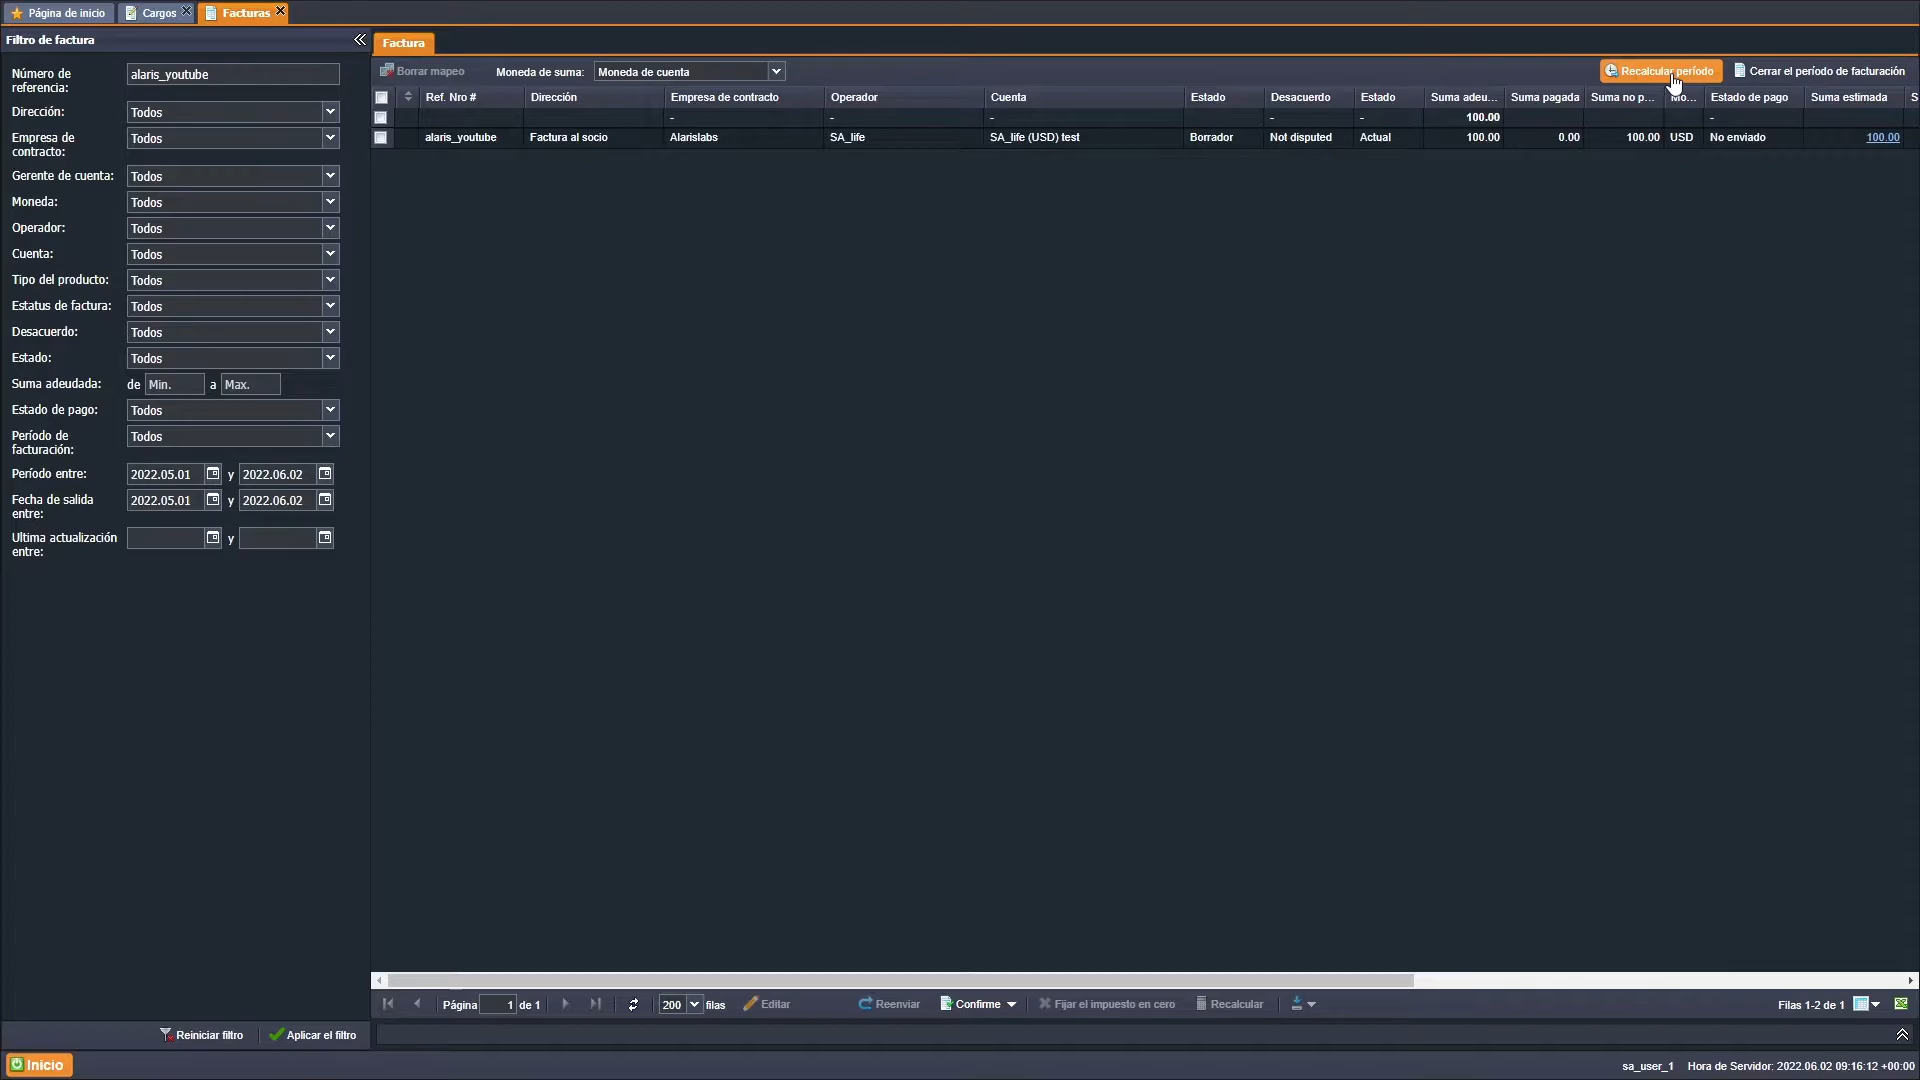 Página de inicio
Cargos
Facturas
Filtro de factura
Número de referencia:
alaris_youtube
Dirección:
Todos
Empresa de contracto:
Todos
Gerente de cuenta:
Todos
Moneda:
Todos
Operador:
Todos
Cuenta:
Todos
Tipo del producto:
Todos
Estatus de factura:
Todos
Desacuerdo:
Todos
Estado:
Todos
Suma adeudada:
de Min. a Max.
Estado de pago:
Todos
Período de facturación:
Todos
Período entre:
2022.05.01 y 2022.06.02
Fecha de salida entre:
2022.05.01 y 2022.06.02
Ultima actualización entre:
y
Reiniciar filtro
Aplicar el filtro
Factura
Borrar mapeo
Moneda de suma:
Moneda de cuenta
Recalcular período
Cerrar el período de facturación
Ref. Nro # Dirección Empresa de contracto Operador Cuenta Estado Desacuerdo Estado Suma adeu... Suma pagada Suma no p... Mo... Estado de pago Suma estimada S
- - - - - 100.00 -
alaris_youtube Factura al socio Alarislabs SA_life SA_life (USD) test Borrador Not disputed Actual 100.00 0.00 100.00 USD No enviado 100.00
Página 1 de 1
200 filas
Editar
Reenviar
Confirme
Fijar el impuesto en cero
Recalcular
Filas 1-2 de 1
Inicio
sa_user_1 Hora de Servidor: 2022.06.02 09:16:12 +00:00